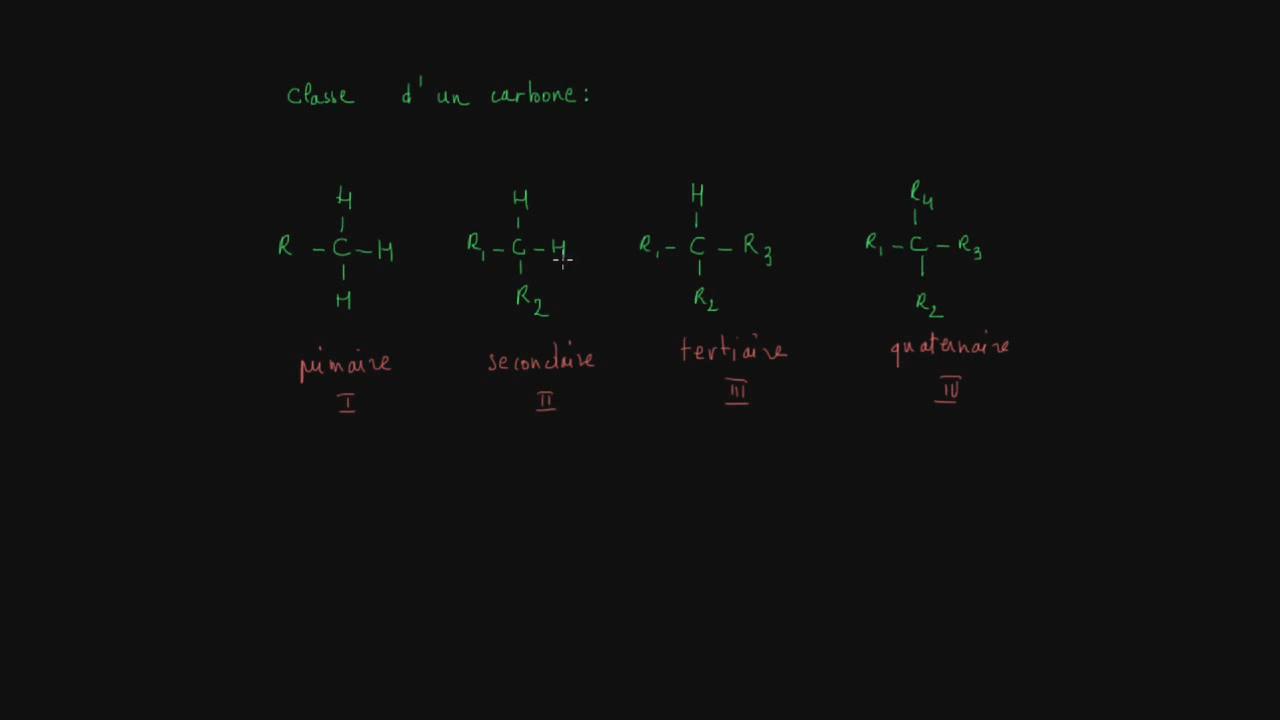 Classe d'un carbone:
H H H R4
R – C – H R1 – C – H R1 – C – R3 R1 – C – R3
H R2 R2 R2
primaire secondaire tertiaire quaternaire
I II III IV